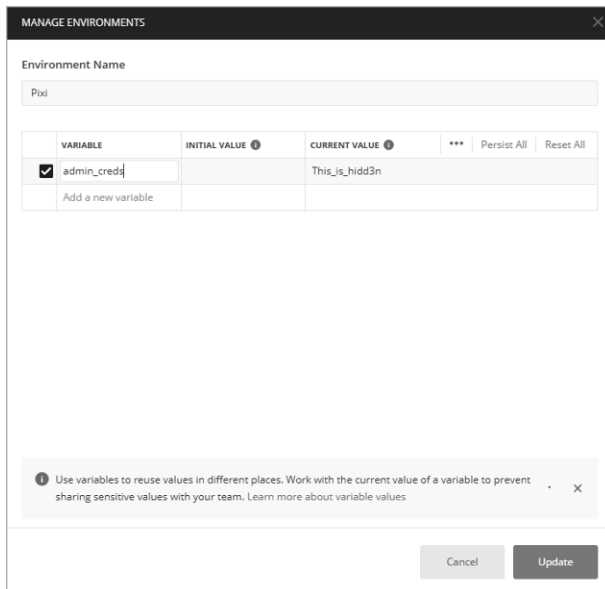 MANAGE ENVIRONMENTS
Environment Name
Pixi
VARIABLE INITIAL VALUE CURRENT VALUE ••• Persist All Reset All
admin_creds This_is_hidd3n
Add a new variable
Use variables to reuse values in different places. Work with the current value of a variable to prevent
sharing sensitive values with your team. Learn more about variable values
Cancel Update